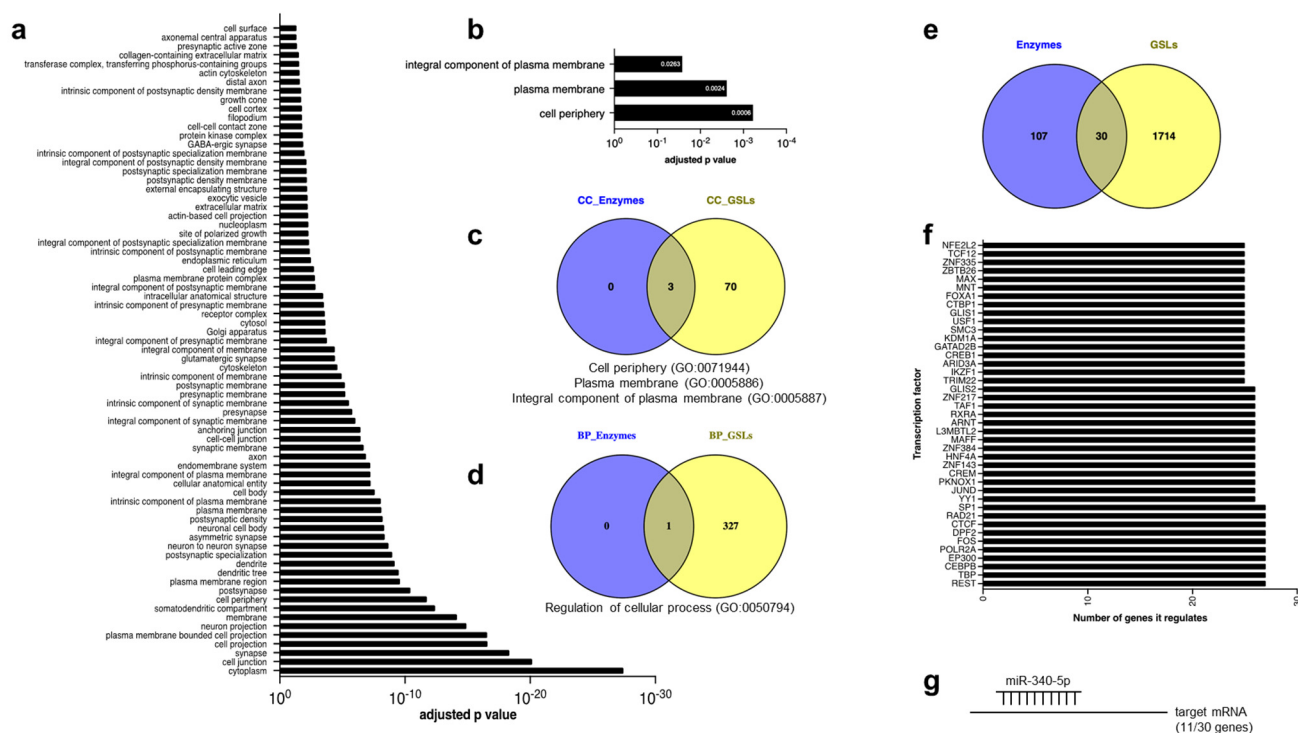 a
cell surface
axonemal central apparatus
presynaptic active zone
collagen-containing extracellular matrix
transferase complex, transferring phosphorus-containing groups
actin cytoskeleton
distal axon
intrinsic component of postsynaptic density membrane
growth cone
cell cortex
filopodium
cell-cell contact zone
protein kinase complex
GABA-ergic synapse
intrinsic component of postsynaptic specialization membrane
integral component of postsynaptic density membrane
postsynaptic specialization membrane
postsynaptic density membrane
external encapsulating structure
exocytic vesicle
extracellular matrix
actin-based cell projection
nucleoplasm
site of polarized growth
integral component of postsynaptic specialization membrane
intrinsic component of postsynaptic membrane
endoplasmic reticulum
cell leading edge
plasma membrane protein complex
integral component of postsynaptic membrane
intracellular anatomical structure
intrinsic component of presynaptic membrane
receptor complex
cytosol
Golgi apparatus
integral component of presynaptic membrane
integral component of membrane
glutamatergic synapse
cytoskeleton
intrinsic component of membrane
postsynaptic membrane
presynaptic membrane
intrinsic component of synaptic membrane
presynapse
integral component of synaptic membrane
anchoring junction
cell-cell junction
synaptic membrane
axon
endomembrane system
integral component of plasma membrane
cellular anatomical entity
cell body
intrinsic component of plasma membrane
plasma membrane
postsynaptic density
neuronal cell body
asymmetric synapse
neuron to neuron synapse
postsynaptic specialization
dendrite
dendritic tree
plasma membrane region
postsynapse
cell periphery
somatodendritic compartment
membrane
neuron projection
plasma membrane bounded cell projection
cell projection
synapse
cell junction
cytoplasm
10^0 10^-10 10^-20 10^-30
adjusted p value
b
integral component of plasma membrane 0.0263
plasma membrane 0.0024
cell periphery 0.0006
10^0 10^-1 10^-2 10^-3 10^-4
adjusted p value
c
CC_Enzymes CC_GSLs
0 3 70
Cell periphery (GO:0071944)
Plasma membrane (GO:0005886)
Integral component of plasma membrane (GO:0005887)
d
BP_Enzymes BP_GSLs
0 1 327
Regulation of cellular process (GO:0050794)
e
Enzymes GSLs
107 30 1714
f
Transcription factor
NFE2L2
TCF12
ZNF335
ZBTB26
MAX
MNT
FOXA1
CTBP1
GLIS1
USF1
SMC3
KDM1A
GATAD2B
CREB1
ARID3A
IKZF1
TRIM22
GLIS2
ZNF217
TAF1
RXRA
ARNT
L3MBTL2
MAFF
ZNF384
HNF4A
ZNF143
CREM
PKNOX1
JUND
YY1
SP1
RAD21
CTCF
DPF2
FOS
POLR2A
EP300
CEBPB
TBP
REST
0 10 20 30
Number of genes it regulates
g
miR-340-5p
target mRNA
(11/30 genes)